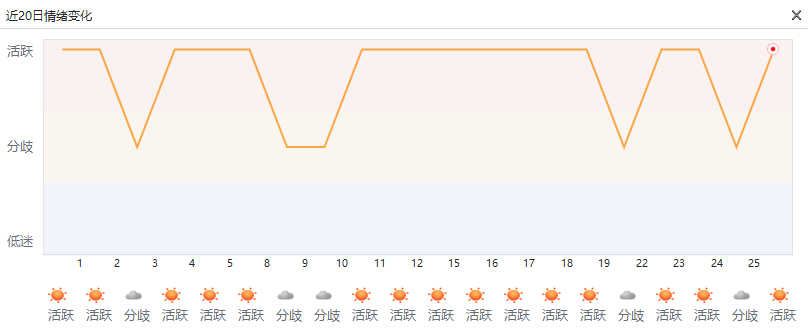 近20日情绪变化
活跃
分歧
低迷
1 2 3 4 5 8 9 10 11 12 15 16 17 18 19 22 23 24 25
活跃 活跃 分歧 活跃 活跃 活跃 分歧 分歧 活跃 活跃 活跃 活跃 活跃 活跃 活跃 分歧 活跃 活跃 分歧 活跃